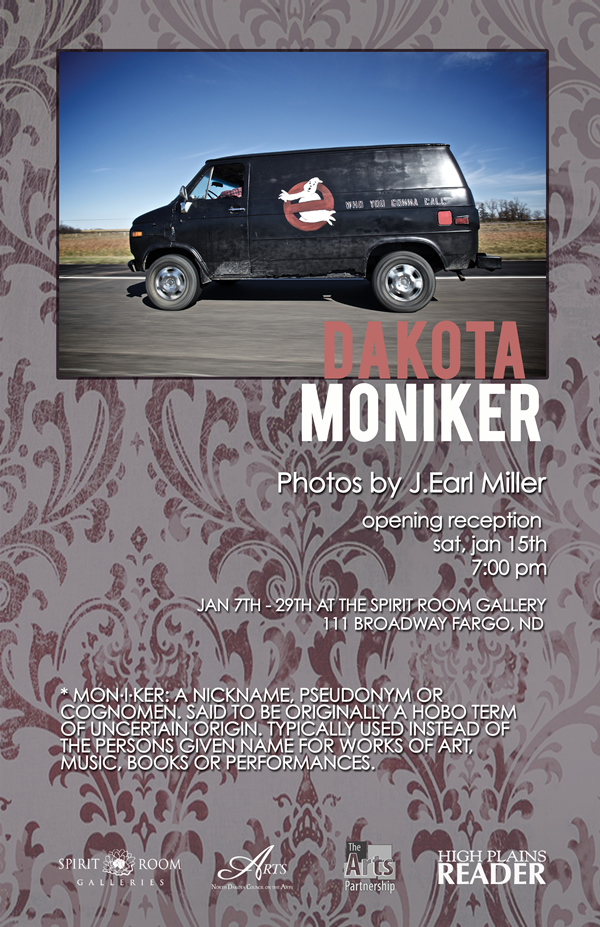 WHO YOU GONNA CALL
DAKOTA
MONIKER
Photos by J.Earl Miller
opening reception
sat, jan 15th
7:00 pm
JAN 7TH - 29TH AT THE SPIRIT ROOM GALLERY
111 BROADWAY FARGO, ND
* MON·I·KER: A NICKNAME, PSEUDONYM OR
COGNOMEN. SAID TO BE ORIGINALLY A HOBO TERM
OF UNCERTAIN ORIGIN. TYPICALLY USED INSTEAD OF
THE PERSONS GIVEN NAME FOR WORKS OF ART,
MUSIC, BOOKS OR PERFORMANCES.
SPIRIT ROOM
GALLERIES
ARTS
NORTH DAKOTA COUNCIL ON THE ARTS
The
Arts
Partnership
HIGH PLAINS
READER